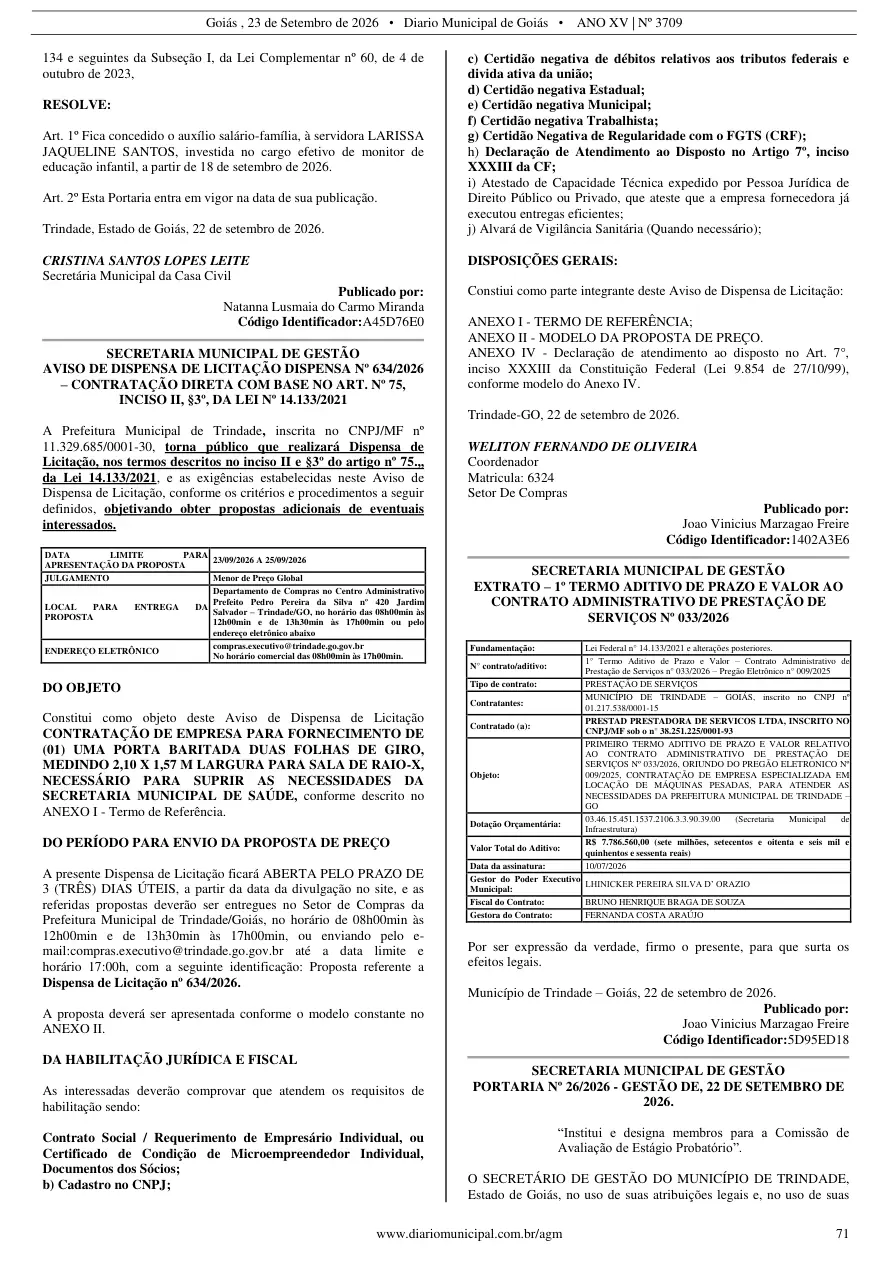 Goiás , 23 de Setembro de 2026 • Diario Municipal de Goiás • ANO XV | Nº 3709
134 e seguintes da Subseção I, da Lei Complementar nº 60, de 4 de
outubro de 2023,
RESOLVE:
Art. 1º Fica concedido o auxílio salário-família, à servidora LARISSA
JAQUELINE SANTOS, investida no cargo efetivo de monitor de
educação infantil, a partir de 18 de setembro de 2026.
Art. 2º Esta Portaria entra em vigor na data de sua publicação.
Trindade, Estado de Goiás, 22 de setembro de 2026.
CRISTINA SANTOS LOPES LEITE
Secretária Municipal da Casa Civil
Publicado por:
Natanna Lusmaia do Carmo Miranda
Código Identificador:A45D76E0
SECRETARIA MUNICIPAL DE GESTÃO
AVISO DE DISPENSA DE LICITAÇÃO DISPENSA Nº 634/2026
– CONTRATAÇÃO DIRETA COM BASE NO ART. Nº 75,
INCISO II, §3º, DA LEI Nº 14.133/2021
A Prefeitura Municipal de Trindade, inscrita no CNPJ/MF nº
11.329.685/0001-30, torna público que realizará Dispensa de
Licitação, nos termos descritos no inciso II e §3º do artigo nº 75.,,
da Lei 14.133/2021, e as exigências estabelecidas neste Aviso de
Dispensa de Licitação, conforme os critérios e procedimentos a seguir
definidos, objetivando obter propostas adicionais de eventuais
interessados.
DATA LIMITE PARA
APRESENTAÇÃO DA PROPOSTA
23/09/2026 A 25/09/2026
JULGAMENTO
Menor de Preço Global
LOCAL PARA ENTREGA DA
PROPOSTA
Departamento de Compras no Centro Administrativo
Prefeito Pedro Pereira da Silva nº 420 Jardim
Salvador – Trindade/GO, no horário das 08h00min às
12h00min e de 13h30min às 17h00min ou pelo
endereço eletrônico abaixo
ENDEREÇO ELETRÔNICO
compras.executivo@trindade.go.gov.br
No horário comercial das 08h00min às 17h00min.
DO OBJETO
Constitui como objeto deste Aviso de Dispensa de Licitação
CONTRATAÇÃO DE EMPRESA PARA FORNECIMENTO DE
(01) UMA PORTA BARITADA DUAS FOLHAS DE GIRO,
MEDINDO 2,10 X 1,57 M LARGURA PARA SALA DE RAIO-X,
NECESSÁRIO PARA SUPRIR AS NECESSIDADES DA
SECRETARIA MUNICIPAL DE SAÚDE, conforme descrito no
ANEXO I - Termo de Referência.
DO PERÍODO PARA ENVIO DA PROPOSTA DE PREÇO
A presente Dispensa de Licitação ficará ABERTA PELO PRAZO DE
3 (TRÊS) DIAS ÚTEIS, a partir da data da divulgação no site, e as
referidas propostas deverão ser entregues no Setor de Compras da
Prefeitura Municipal de Trindade/Goiás, no horário de 08h00min às
12h00min e de 13h30min às 17h00min, ou enviando pelo e-
mail:compras.executivo@trindade.go.gov.br até a data limite e
horário 17:00h, com a seguinte identificação: Proposta referente a
Dispensa de Licitação nº 634/2026.
A proposta deverá ser apresentada conforme o modelo constante no
ANEXO II.
DA HABILITAÇÃO JURÍDICA E FISCAL
As interessadas deverão comprovar que atendem os requisitos de
habilitação sendo:
Contrato Social / Requerimento de Empresário Individual, ou
Certificado de Condição de Microempreendedor Individual,
Documentos dos Sócios;
b) Cadastro no CNPJ;
c) Certidão negativa de débitos relativos aos tributos federais e
divida ativa da união;
d) Certidão negativa Estadual;
e) Certidão negativa Municipal;
f) Certidão negativa Trabalhista;
g) Certidão Negativa de Regularidade com o FGTS (CRF);
h) Declaração de Atendimento ao Disposto no Artigo 7º, inciso
XXXIII da CF;
i) Atestado de Capacidade Técnica expedido por Pessoa Jurídica de
Direito Público ou Privado, que ateste que a empresa fornecedora já
executou entregas eficientes;
j) Alvará de Vigilância Sanitária (Quando necessário);
DISPOSIÇÕES GERAIS:
Constiui como parte integrante deste Aviso de Dispensa de Licitação:
ANEXO I - TERMO DE REFERÊNCIA;
ANEXO II - MODELO DA PROPOSTA DE PREÇO.
ANEXO IV - Declaração de atendimento ao disposto no Art. 7°,
inciso XXXIII da Constituição Federal (Lei 9.854 de 27/10/99),
conforme modelo do Anexo IV.
Trindade-GO, 22 de setembro de 2026.
WELITON FERNANDO DE OLIVEIRA
Coordenador
Matricula: 6324
Setor De Compras
Publicado por:
Joao Vinicius Marzagao Freire
Código Identificador:1402A3E6
SECRETARIA MUNICIPAL DE GESTÃO
EXTRATO – 1º TERMO ADITIVO DE PRAZO E VALOR AO
CONTRATO ADMINISTRATIVO DE PRESTAÇÃO DE
SERVIÇOS Nº 033/2026
Fundamentação:
Lei Federal n° 14.133/2021 e alterações posteriores.
N° contrato/aditivo:
1° Termo Aditivo de Prazo e Valor – Contrato Administrativo de
Prestação de Serviços n° 033/2026 – Pregão Eletrônico n° 009/2025
Tipo de contrato:
PRESTAÇÃO DE SERVIÇOS
Contratantes:
MUNICÍPIO DE TRINDADE – GOIÁS, inscrito no CNPJ nº
01.217.538/0001-15
Contratado (a):
PRESTAD PRESTADORA DE SERVICOS LTDA, INSCRITO NO
CNPJ/MF sob o n° 38.251.225/0001-93
Objeto:
PRIMEIRO TERMO ADITIVO DE PRAZO E VALOR RELATIVO
AO CONTRATO ADMINISTRATIVO DE PRESTAÇÃO DE
SERVIÇOS Nº 033/2026, ORIUNDO DO PREGÃO ELETRONICO Nº
009/2025, CONTRATAÇÃO DE EMPRESA ESPECIALIZADA EM
LOCAÇÃO DE MÁQUINAS PESADAS, PARA ATENDER AS
NECESSIDADES DA PREFEITURA MUNICIPAL DE TRINDADE –
GO
Dotação Orçamentária:
03.46.15.451.1537.2106.3.3.90.39.00 (Secretaria Municipal de
Infraestrutura)
Valor Total do Aditivo:
R$ 7.786.560,00 (sete milhões, setecentos e oitenta e seis mil e
quinhentos e sessenta reais)
Data da assinatura:
10/07/2026
Gestor do Poder Executivo
Municipal:
LHINICKER PEREIRA SILVA D’ ORAZIO
Fiscal do Contrato:
BRUNO HENRIQUE BRAGA DE SOUZA
Gestora do Contrato:
FERNANDA COSTA ARAÚJO
Por ser expressão da verdade, firmo o presente, para que surta os
efeitos legais.
Município de Trindade – Goiás, 22 de setembro de 2026.
Publicado por:
Joao Vinicius Marzagao Freire
Código Identificador:5D95ED18
SECRETARIA MUNICIPAL DE GESTÃO
PORTARIA Nº 26/2026 - GESTÃO DE, 22 DE SETEMBRO DE
2026.
“Institui e designa membros para a Comissão de
Avaliação de Estágio Probatório”.
O SECRETÁRIO DE GESTÃO DO MUNICÍPIO DE TRINDADE,
Estado de Goiás, no uso de suas atribuições legais e, no uso de suas
www.diariomunicipal.com.br/agm
71